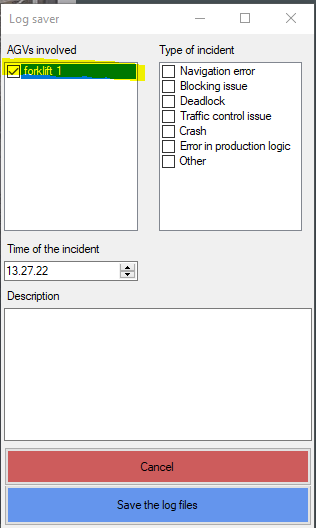 Log saver
AGVs involved
Type of incident
forklift 1
Navigation error
Blocking issue
Deadlock
Traffic control issue
Crash
Error in production logic
Other
Time of the incident
13.27.22
Description
Cancel
Save the log files